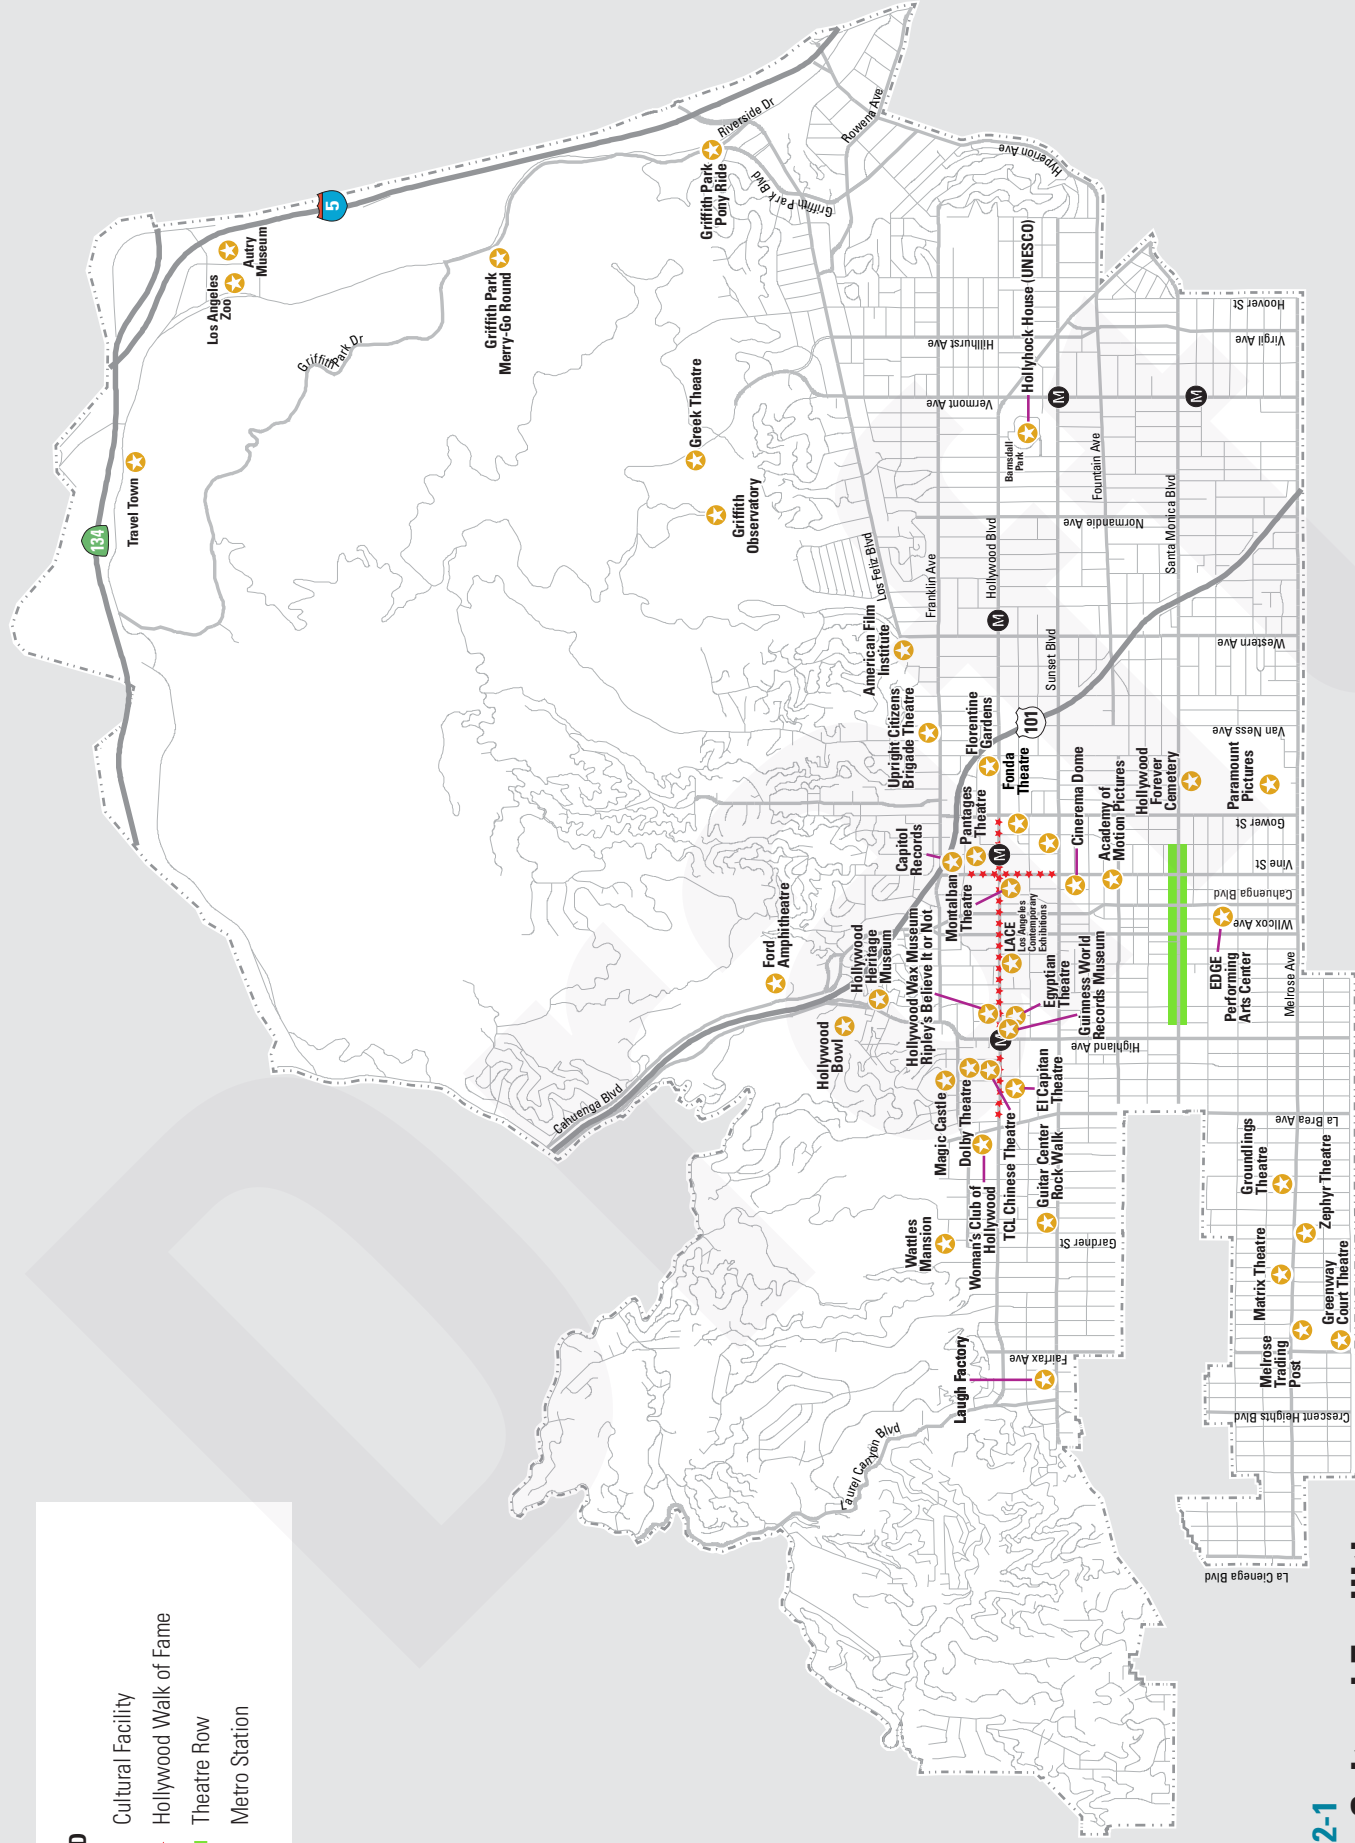 D
Cultural Facility
Hollywood Walk of Fame
Theatre Row
Metro Station
2-1
134
5
101
Travel Town
Los Angeles
Zoo
Autry
Museum
Griffith Park Dr
Griffith Park
Merry-Go Round
Griffith Park
Pony Ride
Riverside Dr
Griffith Park Blvd
Rowena Ave
Hyperion Ave
Greek Theatre
Griffith
Observatory
Los Feliz Blvd
Franklin Ave
Hollywood Blvd
Sunset Blvd
Fountain Ave
Santa Monica Blvd
Melrose Ave
Hillhurst Ave
Vermont Ave
Normandie Ave
Western Ave
Hoover St
Virgil Ave
Van Ness Ave
Gower St
Vine St
Cahuenga Blvd
Wilcox Ave
Highland Ave
La Brea Ave
Gardner St
Fairfax Ave
Crescent Heights Blvd
La Cienega Blvd
Laurel Canyon Blvd
Cahuenga Blvd
Barnsdall
Park
Hollyhock House (UNESCO)
M
M
M
M
M
American Film
Institute
Upright Citizens
Brigade Theatre
Florentine
Gardens
Fonda
Theatre
Pantages
Theatre
Capitol
Records
Montalban
Theatre
Cinerema Dome
Academy of
Motion Pictures
Hollywood
Forever
Cemetery
Paramount
Pictures
LACE
Los Angeles
Contemporary
Exhibitions
Egyptian
Theatre
Guinness World
Records Museum
Hollywood Wax Museum
Ripley's Believe It or Not
Hollywood
Heritage
Museum
Ford
Amphitheatre
Hollywood
Bowl
Magic Castle
Dolby Theatre
TCL Chinese Theatre
El Capitan
Theatre
Woman's Club of
Hollywood
Guitar Center
Rock Walk
Wattles
Mansion
Laugh Factory
EDGE
Performing
Arts Center
Groundlings
Theatre
Zephyr Theatre
Matrix Theatre
Greenway
Court Theatre
Melrose
Trading
Post